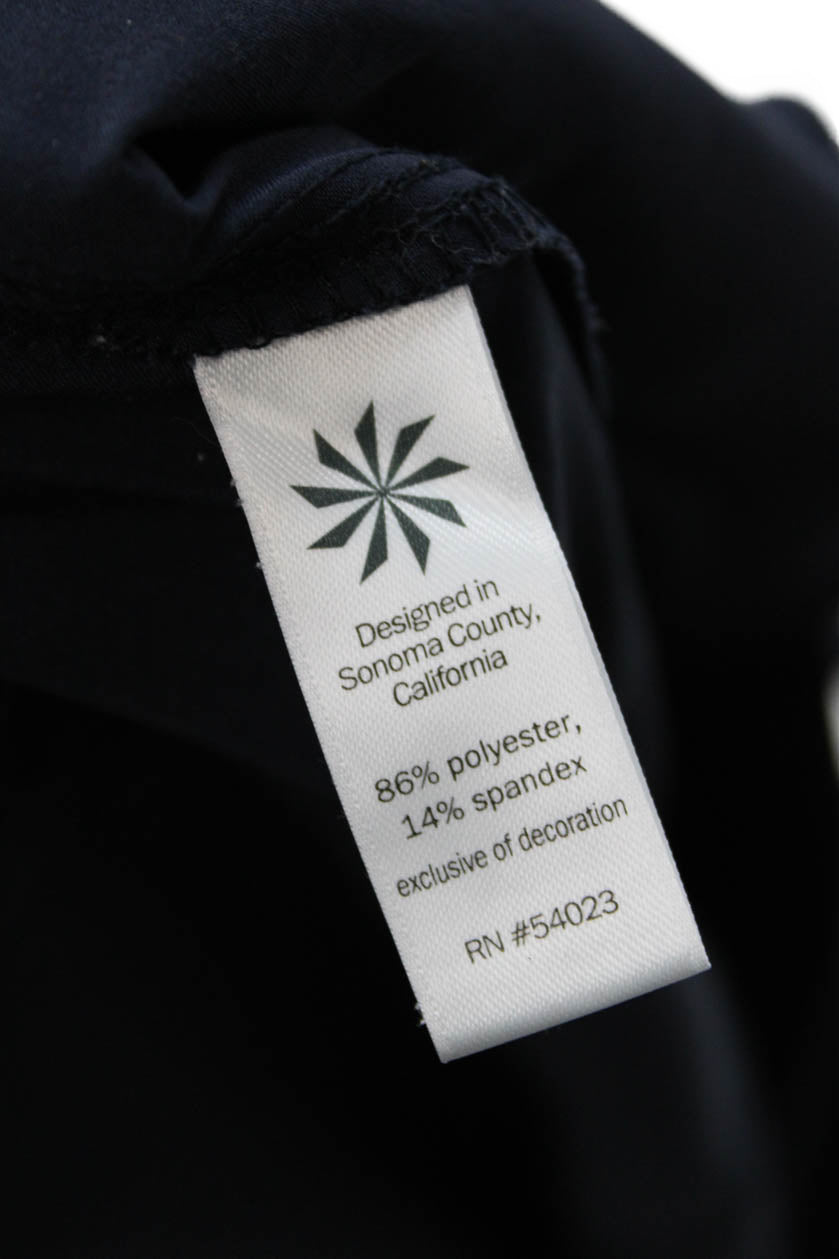 Designed in
Sonoma County,
California
86% polyester,
14% spandex
exclusive of decoration
RN #54023